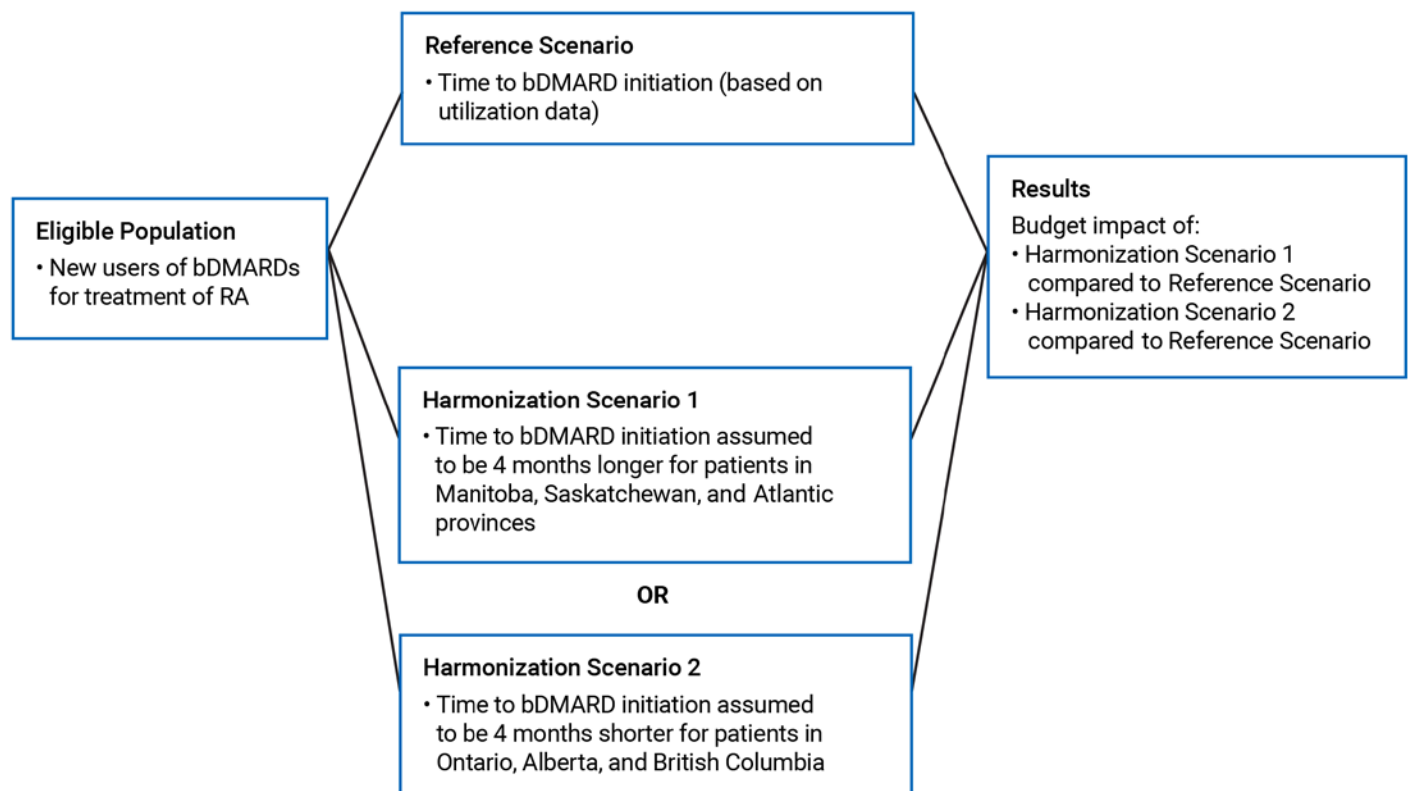 Reference Scenario
• Time to bDMARD initiation (based on
utilization data)
Eligible Population
• New users of bDMARDs
for treatment of RA
Harmonization Scenario 1
• Time to bDMARD initiation assumed
to be 4 months longer for patients in
Manitoba, Saskatchewan, and Atlantic
provinces
OR
Harmonization Scenario 2
• Time to bDMARD initiation assumed
to be 4 months shorter for patients in
Ontario, Alberta, and British Columbia
Results
Budget impact of:
• Harmonization Scenario 1
compared to Reference Scenario
• Harmonization Scenario 2
compared to Reference Scenario